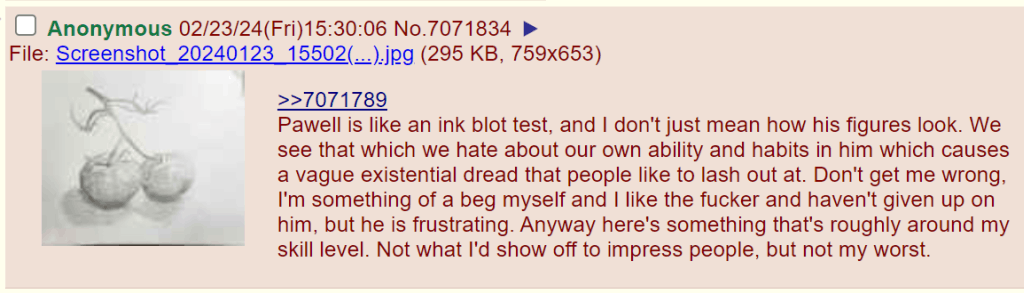 Anonymous 02/23/24(Fri)15:30:06 No.7071834 ▶
File: Screenshot_20240123_15502(...).jpg (295 KB, 759x653)
>>7071789
Pawell is like an ink blot test, and I don't just mean how his figures look. We
see that which we hate about our own ability and habits in him which causes
a vague existential dread that people like to lash out at. Don't get me wrong,
I'm something of a beg myself and I like the fucker and haven't given up on
him, but he is frustrating. Anyway here's something that's roughly around my
skill level. Not what I'd show off to impress people, but not my worst.